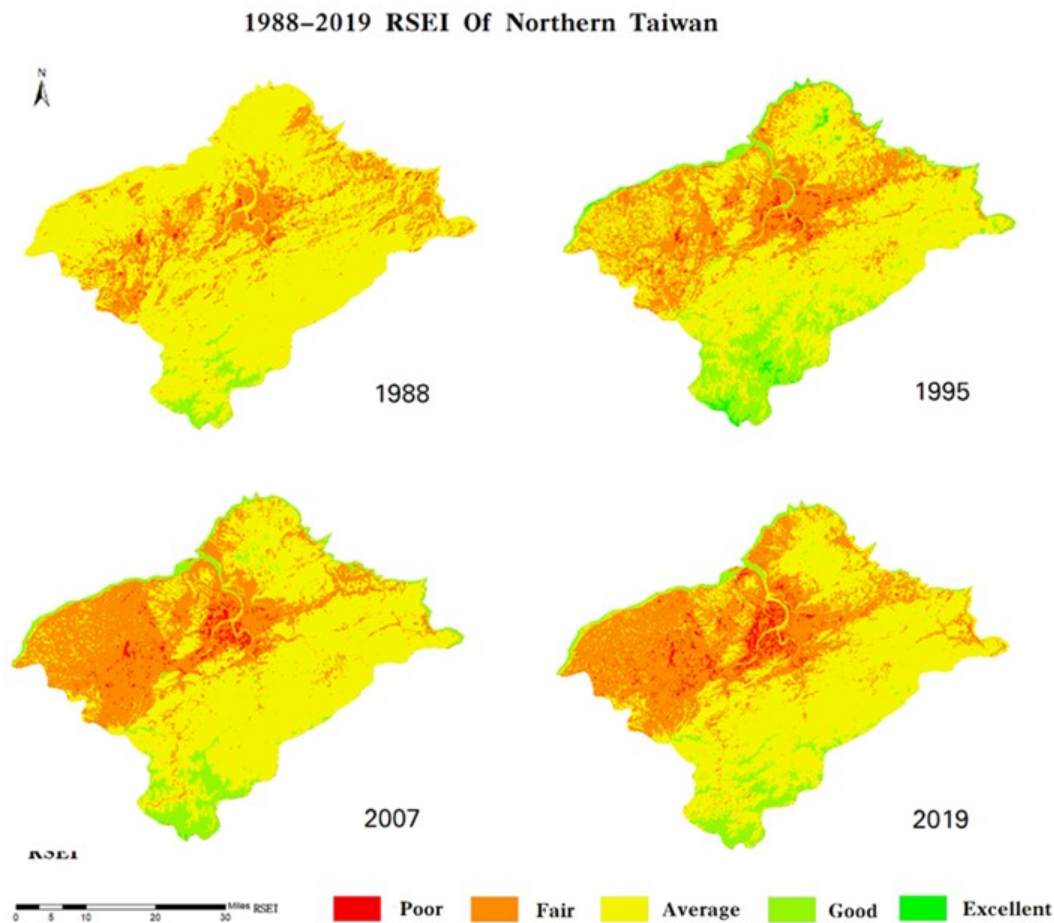 1988–2019 RSEI Of Northern Taiwan
N
1988
1995
2007
2019
RSEI
0 5 10 20 30 Miles RSEI
Poor Fair Average Good Excellent